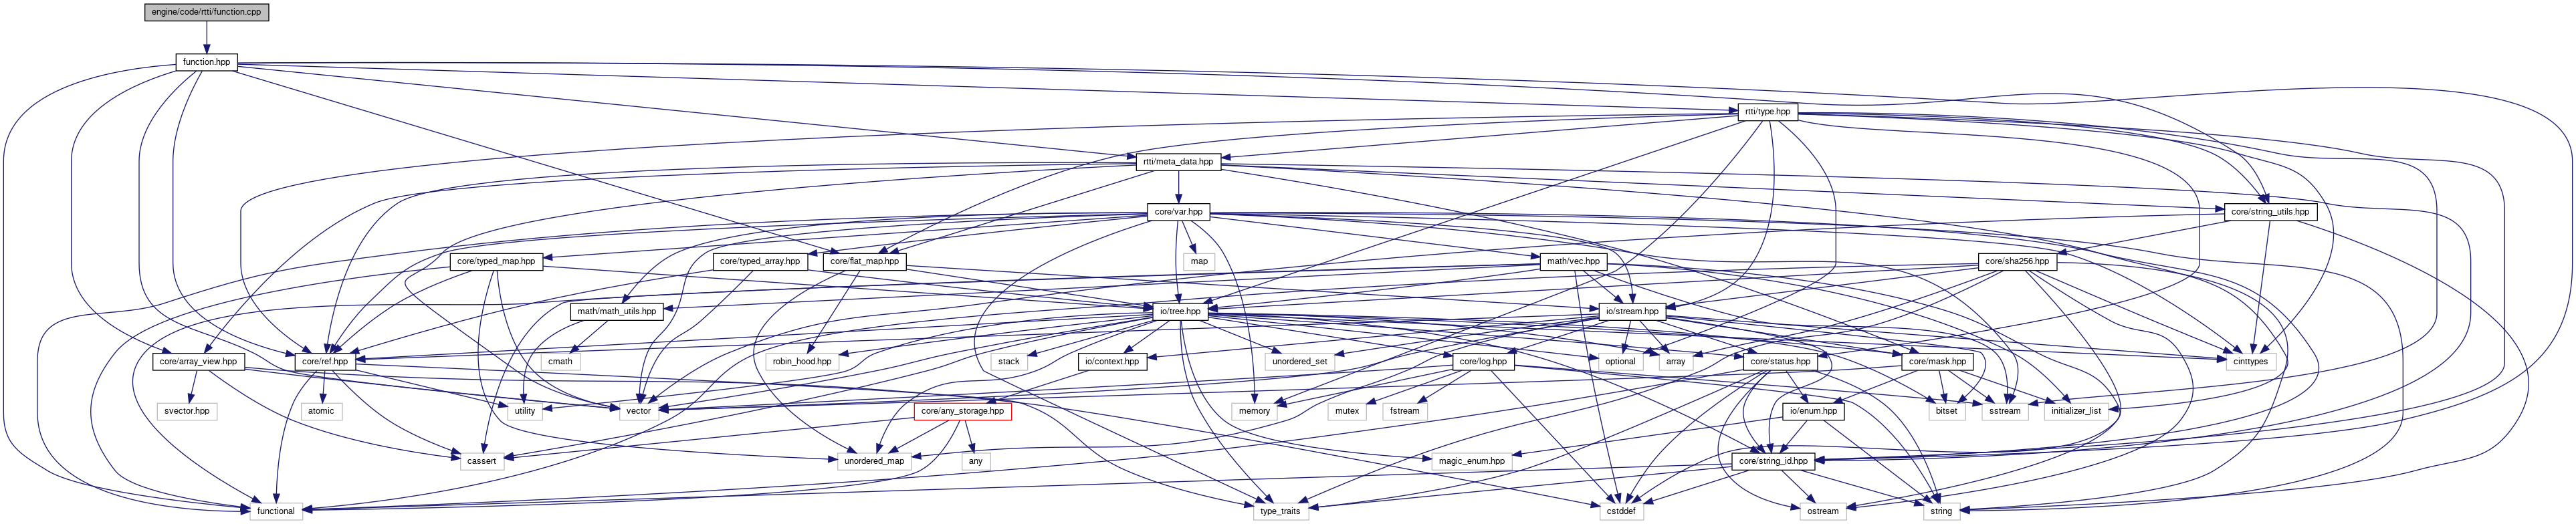 engine/code/rtti/function.cpp
function.hpp
rtti/type.hpp
rtti/meta_data.hpp
core/var.hpp
core/string_utils.hpp
core/typed_map.hpp
core/typed_array.hpp
core/flat_map.hpp
map
math/vec.hpp
core/sha256.hpp
math/math_utils.hpp
io/tree.hpp
io/stream.hpp
core/array_view.hpp
core/ref.hpp
cmath
robin_hood.hpp
stack
io/context.hpp
unordered_set
core/log.hpp
optional
array
core/status.hpp
core/mask.hpp
cinttypes
svector.hpp
atomic
utility
vector
core/any_storage.hpp
memory
mutex
fstream
io/enum.hpp
bitset
sstream
initializer_list
cassert
unordered_map
any
magic_enum.hpp
core/string_id.hpp
functional
type_traits
cstddef
ostream
string